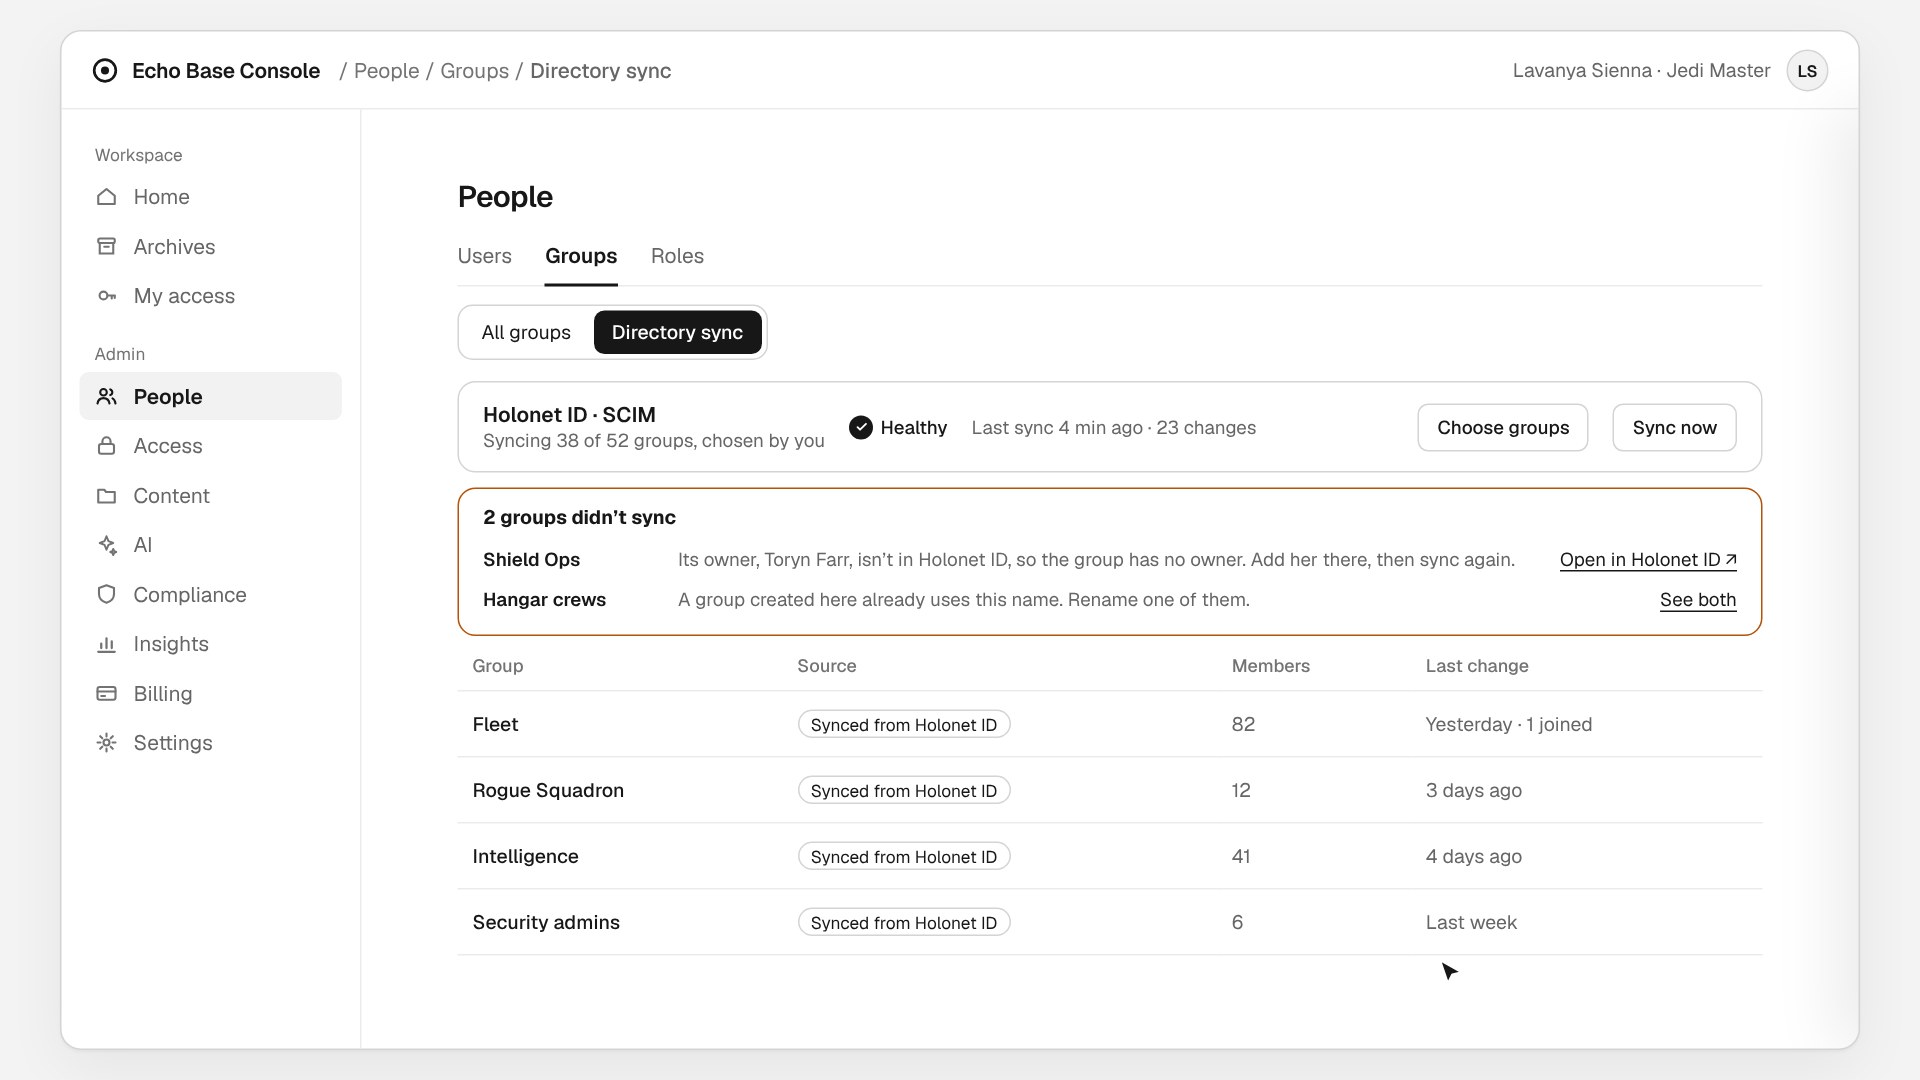 Echo Base Console / People / Groups / Directory sync
Lavanya Sienna · Jedi Master LS
Workspace
Home
Archives
My access
Admin
People
Access
Content
AI
Compliance
Insights
Billing
Settings
People
Users Groups Roles
All groups Directory sync
Holonet ID · SCIM
Syncing 38 of 52 groups, chosen by you
Healthy Last sync 4 min ago · 23 changes
Choose groups Sync now
2 groups didn’t sync
Shield Ops Its owner, Toryn Farr, isn’t in Holonet ID, so the group has no owner. Add her there, then sync again. Open in Holonet ID ↗
Hangar crews A group created here already uses this name. Rename one of them. See both
Group Source Members Last change
Fleet Synced from Holonet ID 82 Yesterday · 1 joined
Rogue Squadron Synced from Holonet ID 12 3 days ago
Intelligence Synced from Holonet ID 41 4 days ago
Security admins Synced from Holonet ID 6 Last week